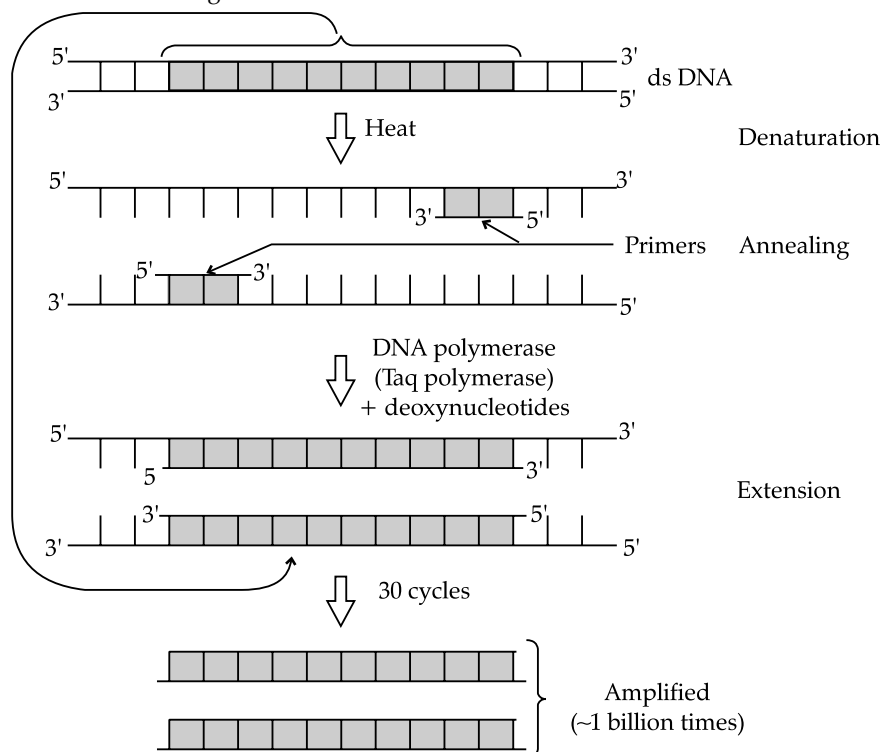 5' 3'
ds DNA
3' 5'
Heat
Denaturation
5' 3'
3' 5'
Primers Annealing
5' 3'
3' 5'
DNA polymerase
(Taq polymerase)
+ deoxynucleotides
5' 3'
5 3'
Extension
3' 5'
3' 5'
30 cycles
Amplified
(~1 billion times)